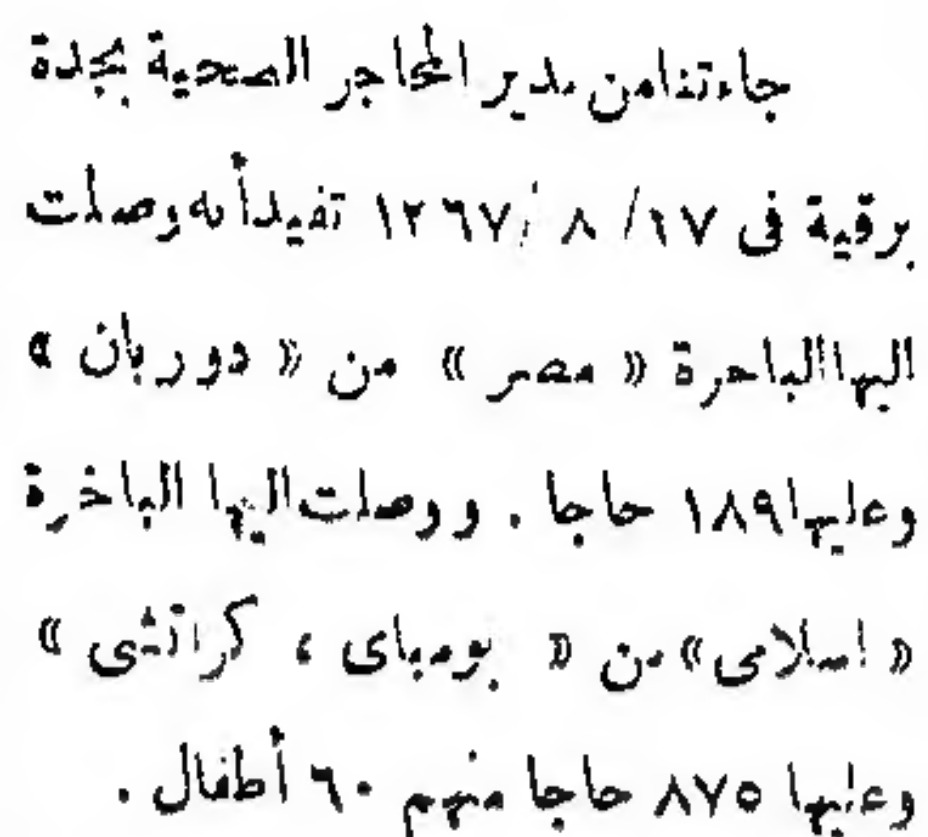 جاءتنا من مدير المحاجر الصحية بجدة
برقية فى ١٧/ ٨ /١٢٦٧ تفيد أنه وصلت
اليها الباخرة « مصر » من « دوربان »
وعليها ١٨٩ حاجا . ووصلت اليها الباخرة
« اسلامى » من « بومباى ، كراتشى »
وعليها ٨٧٥ حاجا منهم ٦٠ أطفال .